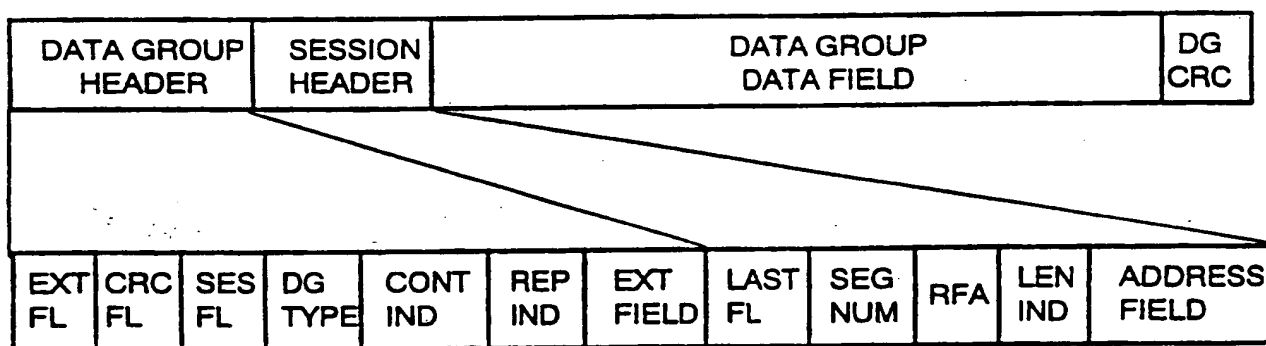 DATA GROUP HEADER
SESSION HEADER
DATA GROUP DATA FIELD
DG CRC
EXT FL
CRC FL
SES FL
DG TYPE
CONT IND
REP IND
EXT FIELD
LAST FL
SEG NUM
RFA
LEN IND
ADDRESS FIELD